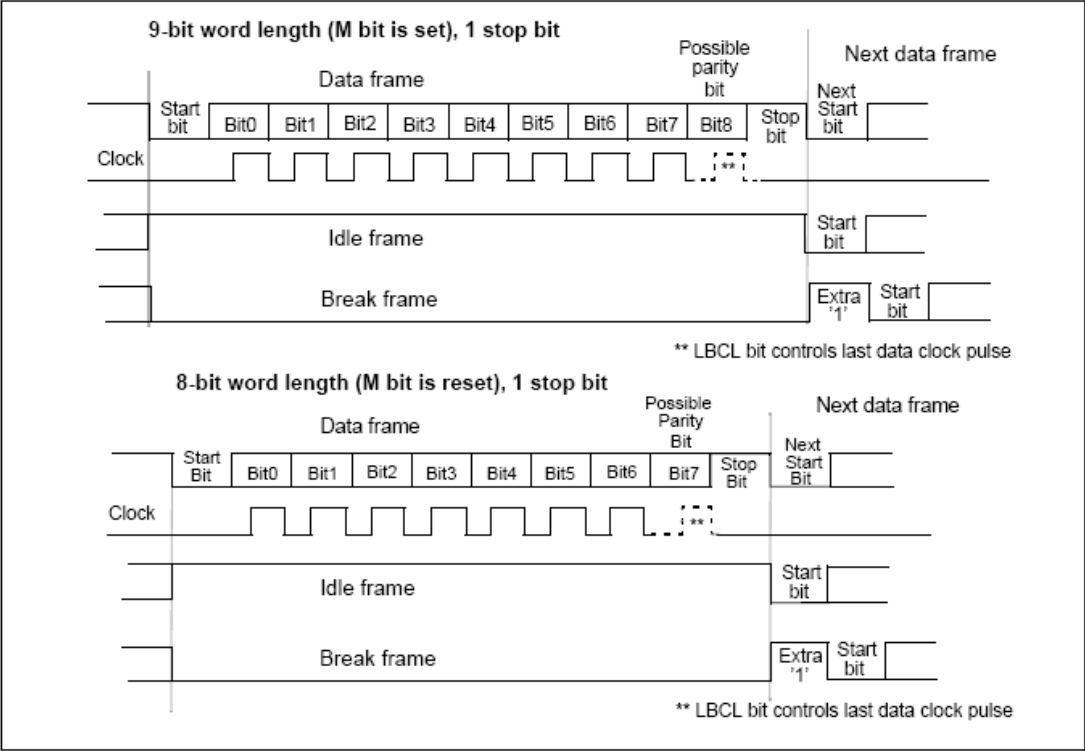 9-bit word length (M bit is set), 1 stop bit
Possible
parity
bit
Next data frame
Data frame
Start
bit
Bit0
Bit1
Bit2
Bit3
Bit4
Bit5
Bit6
Bit7
Bit8
Stop
bit
Next
Start
bit
Clock
**
Idle frame
Start
bit
Break frame
Extra
'1'
Start
bit
** LBCL bit controls last data clock pulse
8-bit word length (M bit is reset), 1 stop bit
Possible
Parity
Bit
Next data frame
Data frame
Start
Bit
Bit0
Bit1
Bit2
Bit3
Bit4
Bit5
Bit6
Bit7
Stop
Bit
Next
Start
Bit
Clock
**
Idle frame
Start
bit
Break frame
Extra
'1'
Start
bit
** LBCL bit controls last data clock pulse